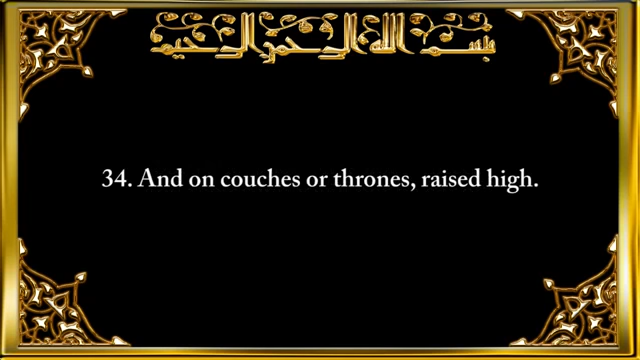 بسم الله الرحمن الرحيم
34. And on couches or thrones, raised high.